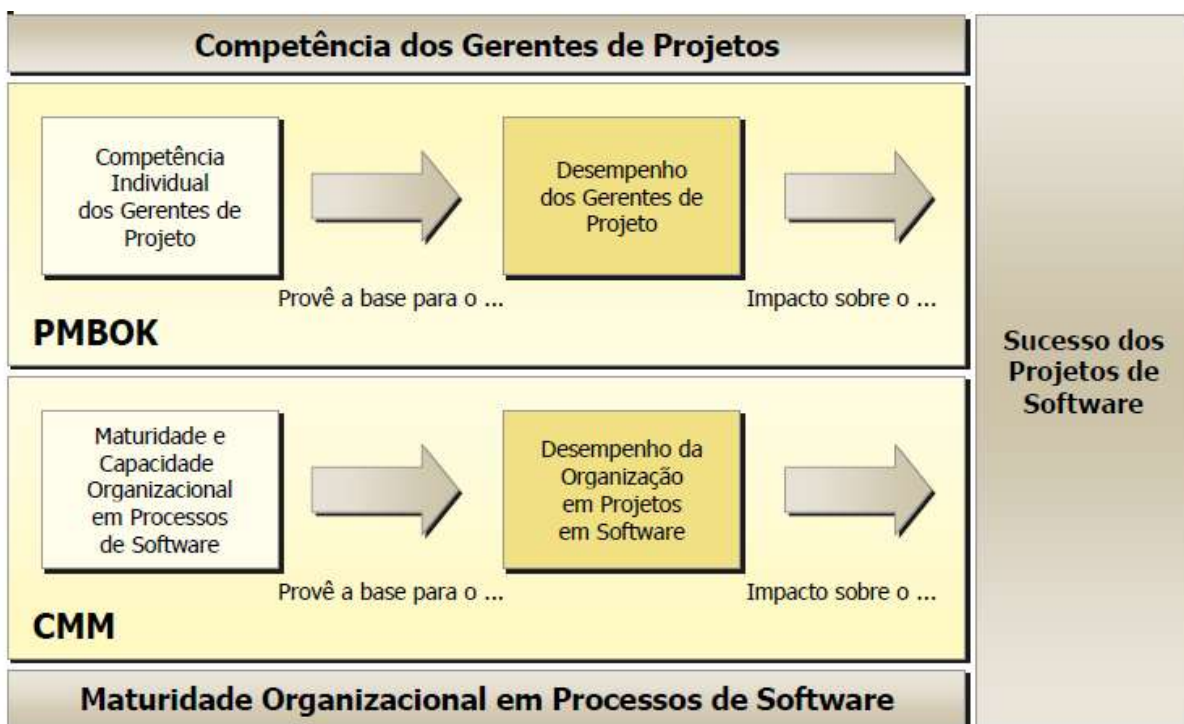 Competência dos Gerentes de Projetos
Competência
Individual
dos Gerentes de
Projeto
Desempenho
dos Gerentes de
Projeto
Provê a base para o ...
Impacto sobre o ...
PMBOK
Maturidade e
Capacidade
Organizacional
em Processos
de Software
Desempenho da
Organização
em Projetos
em Software
Provê a base para o ...
Impacto sobre o ...
CMM
Maturidade Organizacional em Processos de Software
Sucesso dos
Projetos de
Software